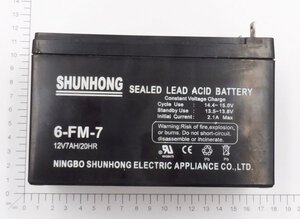 SHUNHONG
SEALED LEAD ACID BATTERY
Constant Voltage Charge
Cycle Use 14.4-15.0V
Standby Use 13.5-13.8V
Initial Current: 2.1A Max
6-FM-7
12V7AH/20HR
Warning:Risk of fire,explosion,
or burns. Do not short-circuit,
disassemble or incinerate.
Pb Pb
NINGBO SHUNHONG ELECTRIC APPLIANCE CO.,LTD.